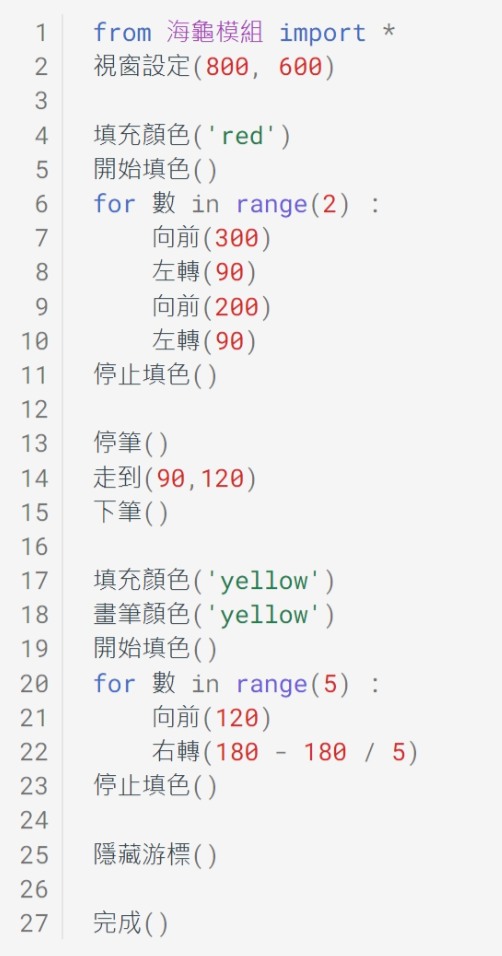 1 from 海龜模組 import *
2 視窗設定(800, 600)
3
4 填充顏色('red')
5 開始填色()
6 for 數 in range(2) :
7     向前(300)
8     左轉(90)
9     向前(200)
10     左轉(90)
11 停止填色()
12
13 停筆()
14 走到(90,120)
15 下筆()
16
17 填充顏色('yellow')
18 畫筆顏色('yellow')
19 開始填色()
20 for 數 in range(5) :
21     向前(120)
22     右轉(180 - 180 / 5)
23 停止填色()
24
25 隱藏游標()
26
27 完成()